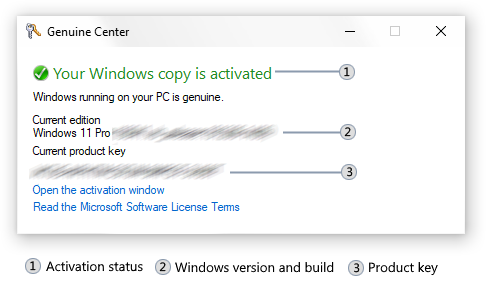 Genuine Center
Your Windows copy is activated 1
Windows running on your PC is genuine.
Current edition
Windows 11 Pro 2
Current product key
3
Open the activation window
Read the Microsoft Software License Terms
1 Activation status 2 Windows version and build 3 Product key